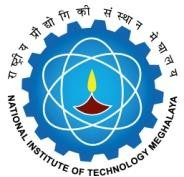 राष्ट्रीय प्रौद्योगिकी संस्थान मेघालय
NATIONAL INSTITUTE OF TECHNOLOGY MEGHALAYA